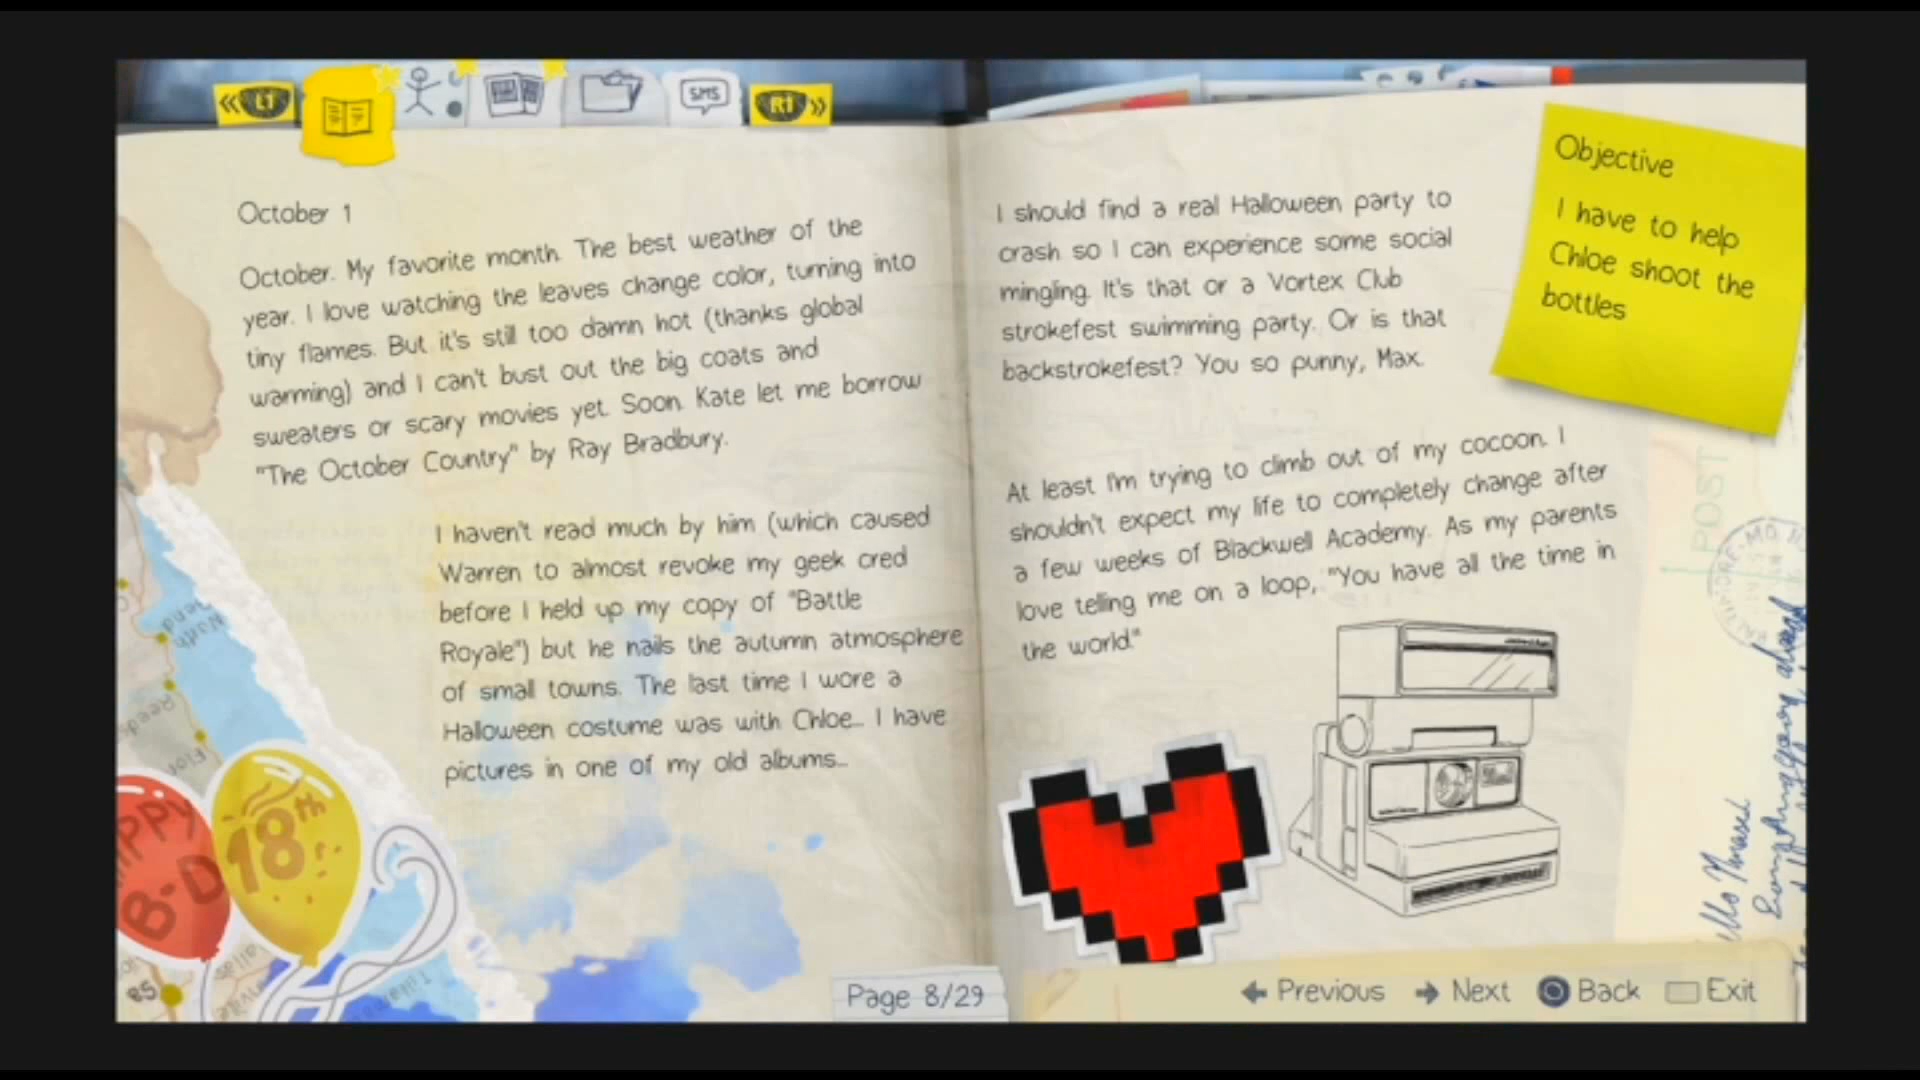 L1
SMS
R1
October 1
October. My favorite month. The best weather of the
year. I love watching the leaves change color, turning into
tiny flames. But it's still too damn hot (thanks global
warming) and I can't bust out the big coats and
sweaters or scary movies yet. Soon. Kate let me borrow
"The October Country" by Ray Bradbury.
I haven't read much by him (which caused
Warren to almost revoke my geek cred
before I held up my copy of "Battle
Royale") but he nails the autumn atmosphere
of small towns. The last time I wore a
Halloween costume was with Chloe... I have
pictures in one of my old albums...
HAPPY
B-D
18th
!
I should find a real Halloween party to
crash so I can experience some social
mingling. It's that or a Vortex Club
strokefest swimming party. Or is that
backstrokefest? You so punny, Max.
At least I'm trying to climb out of my cocoon. I
shouldn't expect my life to completely change after
a few weeks of Blackwell Academy. As my parents
love telling me on a loop, "You have all the time in
the world."
Objective
I have to help
Chloe shoot the
bottles
POST
Page 8/29
Previous
Next
Back
Exit